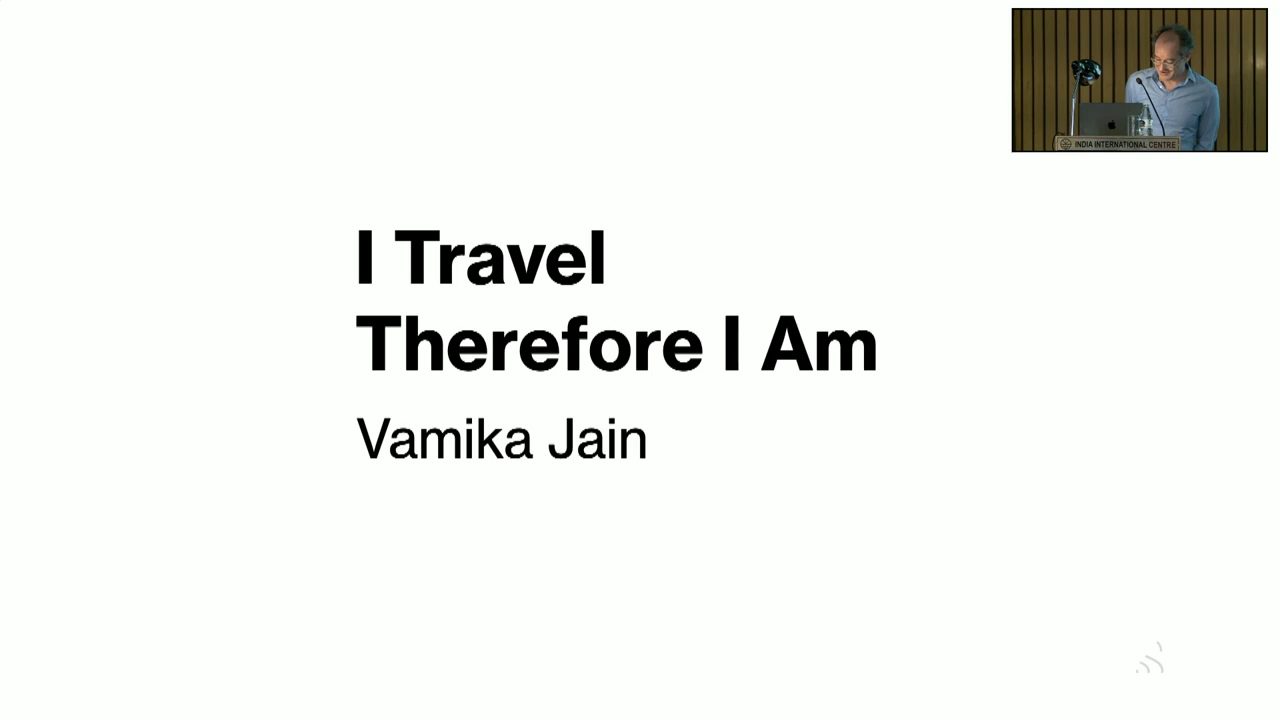 I Travel
Therefore I Am
Vamika Jain
INDIA INTERNATIONAL CENTRE